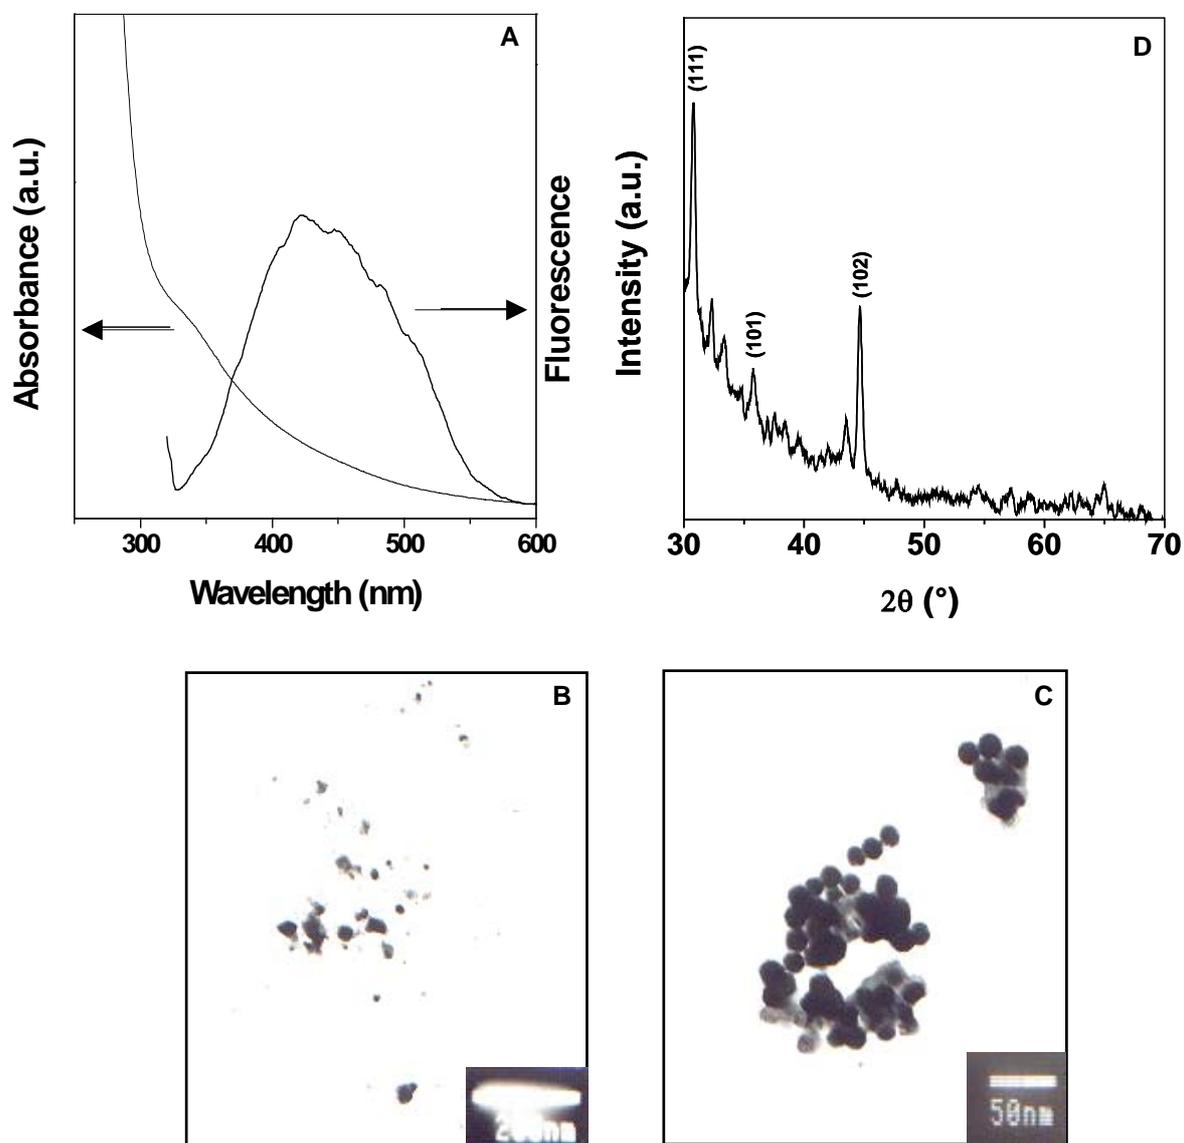 A
Absorbance (a.u.)
Fluorescence
300 400 500 600
Wavelength (nm)
D
(111)
(101)
(102)
Intensity (a.u.)
30 40 50 60 70
2θ (°)
B
C
50nm